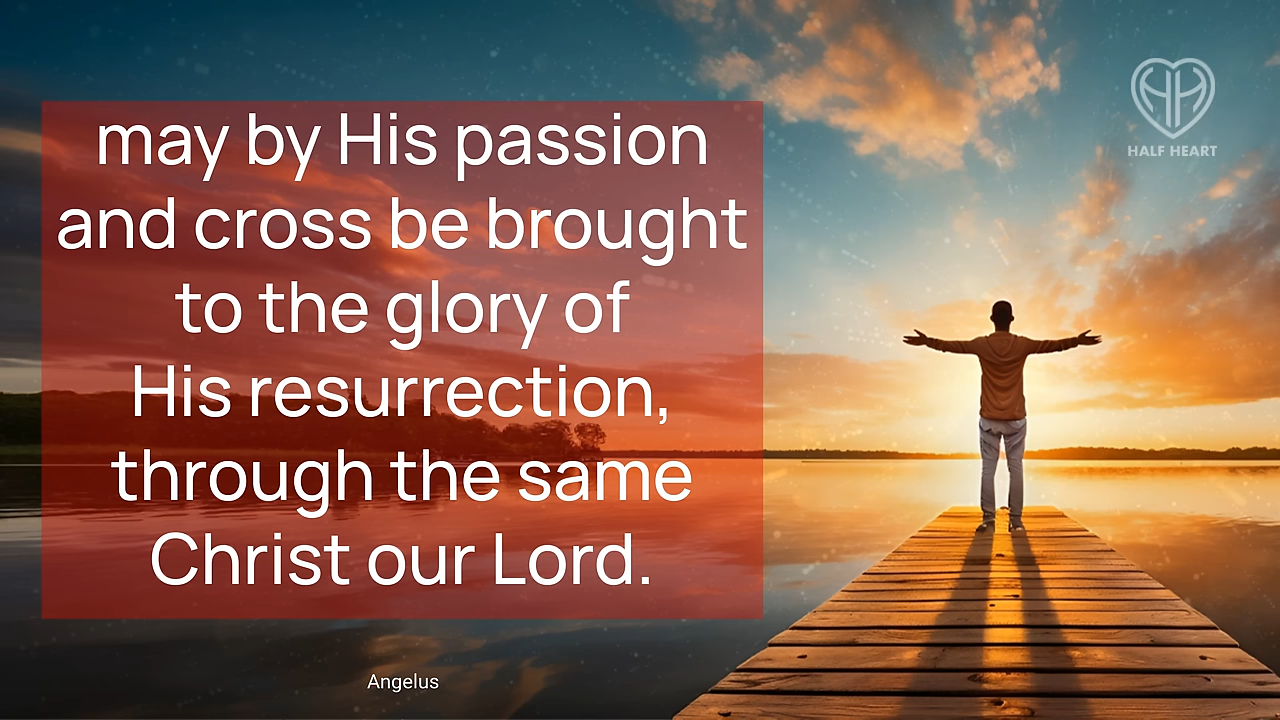 may by His passion
and cross be brought
to the glory of
His resurrection,
through the same
Christ our Lord.
Angelus
HALF HEART